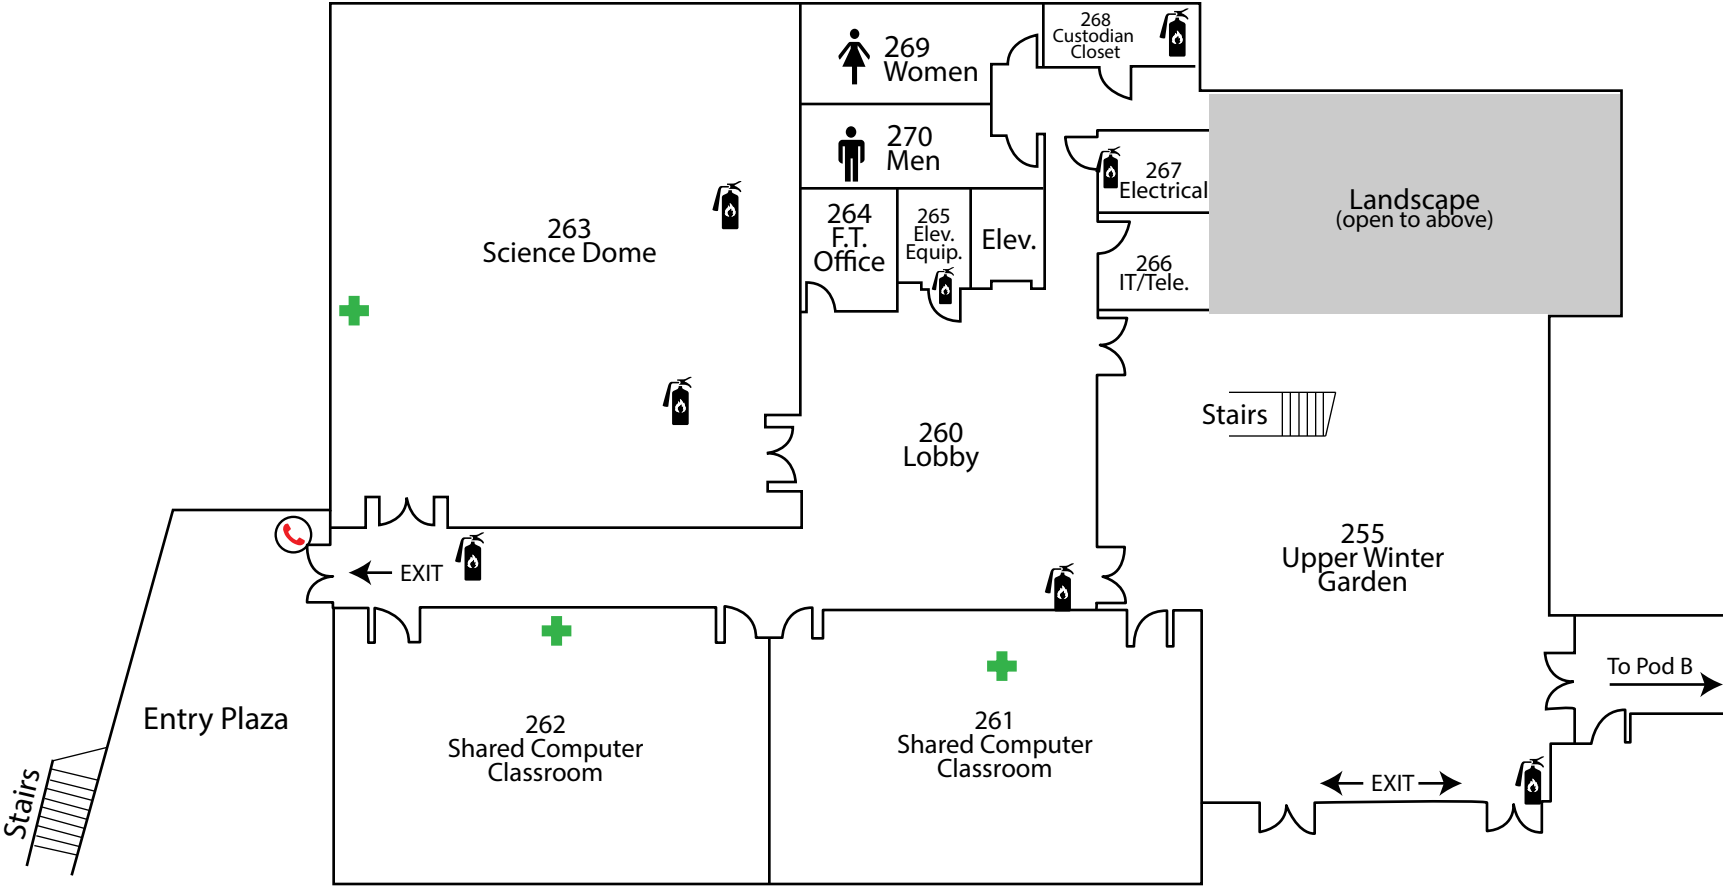 268
Custodian
Closet
269
Women
270
Men
267
Electrical
Landscape
(open to above)
263
Science Dome
264
F.T.
Office
265
Elev.
Equip.
Elev.
266
IT/Tele.
Stairs
260
Lobby
255
Upper Winter
Garden
EXIT
To Pod B
Entry Plaza
262
Shared Computer
Classroom
261
Shared Computer
Classroom
EXIT
Stairs